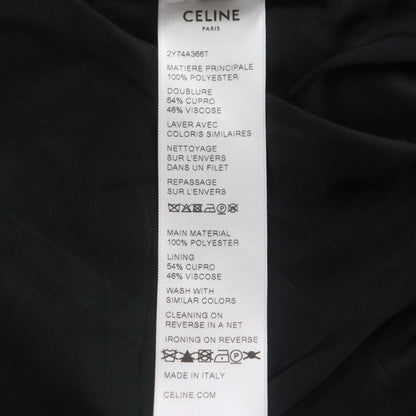 CELINE
PARIS
2Y74A366T
MATIERE PRINCIPALE
100% POLYESTER
DOUBLURE
54% CUPRO
46% VISCOSE
LAVER AVEC
COLORIS SIMILAIRES
NETTOYAGE
SUR L'ENVERS
DANS UN FILET
REPASSAGE
SUR L'ENVERS
MAIN MATERIAL
100% POLYESTER
LINING
54% CUPRO
46% VISCOSE
WASH WITH
SIMILAR COLORS
CLEANING ON
REVERSE IN A NET
IRONING ON REVERSE
MADE IN ITALY
CELINE.COM